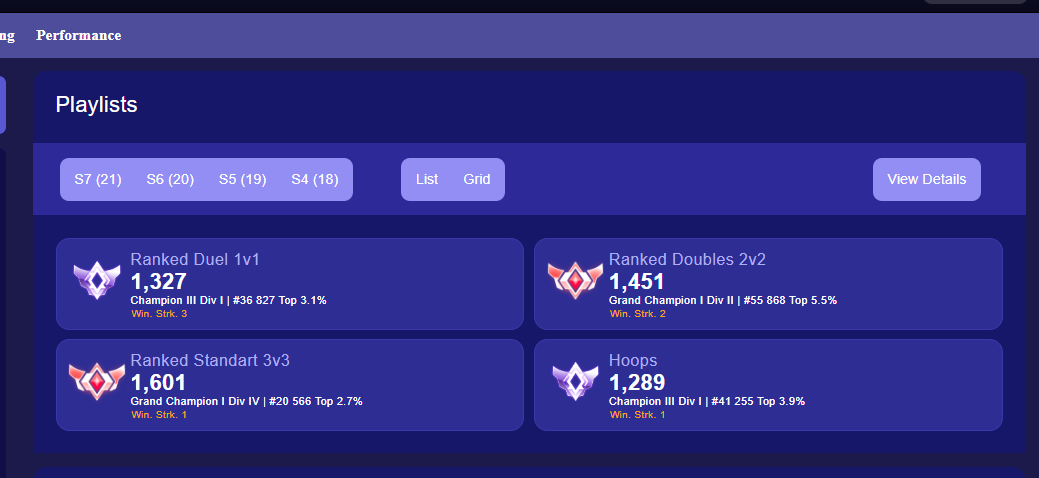 ng Performance
Playlists
S7 (21) S6 (20) S5 (19) S4 (18) List Grid View Details
Ranked Duel 1v1
1,327
Champion III Div I | #36 827 Top 3.1%
Win. Strk. 3
Ranked Doubles 2v2
1,451
Grand Champion I Div II | #55 868 Top 5.5%
Win. Strk. 2
Ranked Standart 3v3
1,601
Grand Champion I Div IV | #20 566 Top 2.7%
Win. Strk. 1
Hoops
1,289
Champion III Div I | #41 255 Top 3.9%
Win. Strk. 1